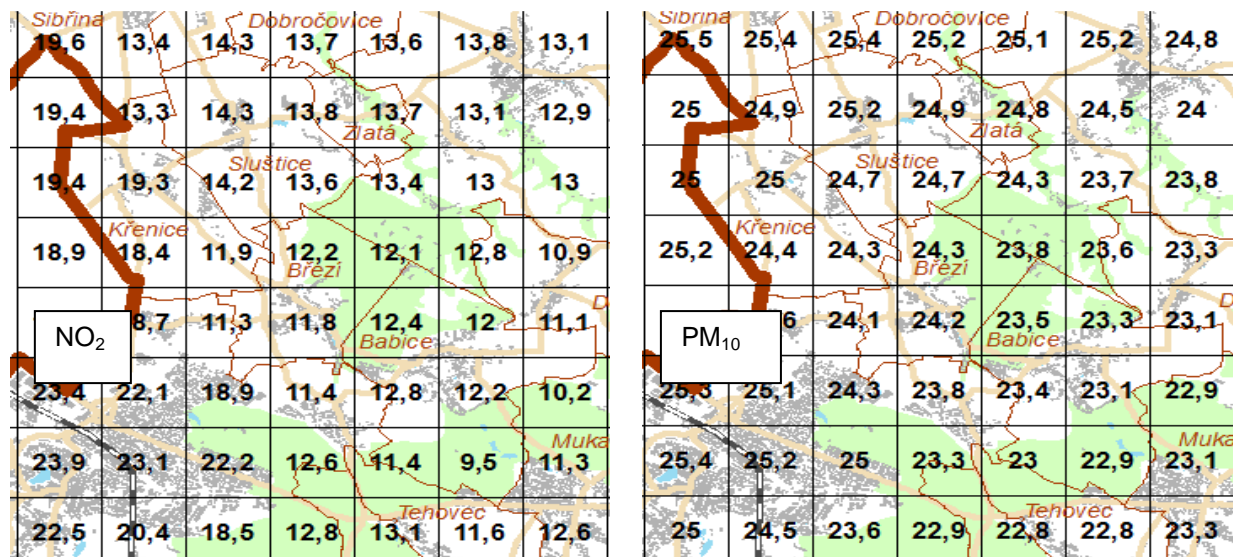 Sibřina Dobročovice
19,6 13,4 14,3 13,7 13,6 13,8 13,1
19,4 13,3 14,3 13,8 13,7 13,1 12,9
Zlatá
Sluštice
19,4 19,3 14,2 13,6 13,4 13 13
Křenice
18,9 18,4 11,9 12,2 12,1 12,8 10,9
Březí
NO₂ 8,7 11,3 11,8 12,4 12 11,1
D
Babice
23,4 22,1 18,9 11,4 12,8 12,2 10,2
Muka
23,9 23,1 22,2 12,6 11,4 9,5 11,3
Tehovec
22,5 20,4 18,5 12,8 13,1 11,6 12,6
Sibřina Dobročovice
25,5 25,4 25,4 25,2 25,1 25,2 24,8
25 24,9 25,2 24,9 24,8 24,5 24
Zlatá
Sluštice
25 25 24,7 24,7 24,3 23,7 23,8
Křenice
25,2 24,4 24,3 24,3 23,8 23,6 23,3
Březí
PM₁₀ 6 24,1 24,2 23,5 23,3 23,1
D
Babice
25,3 25,1 24,3 23,8 23,4 23,1 22,9
Muka
25,4 25,2 25 23,3 23 22,9 23,1
Tehovec
25 24,5 23,6 22,9 22,8 22,8 23,3